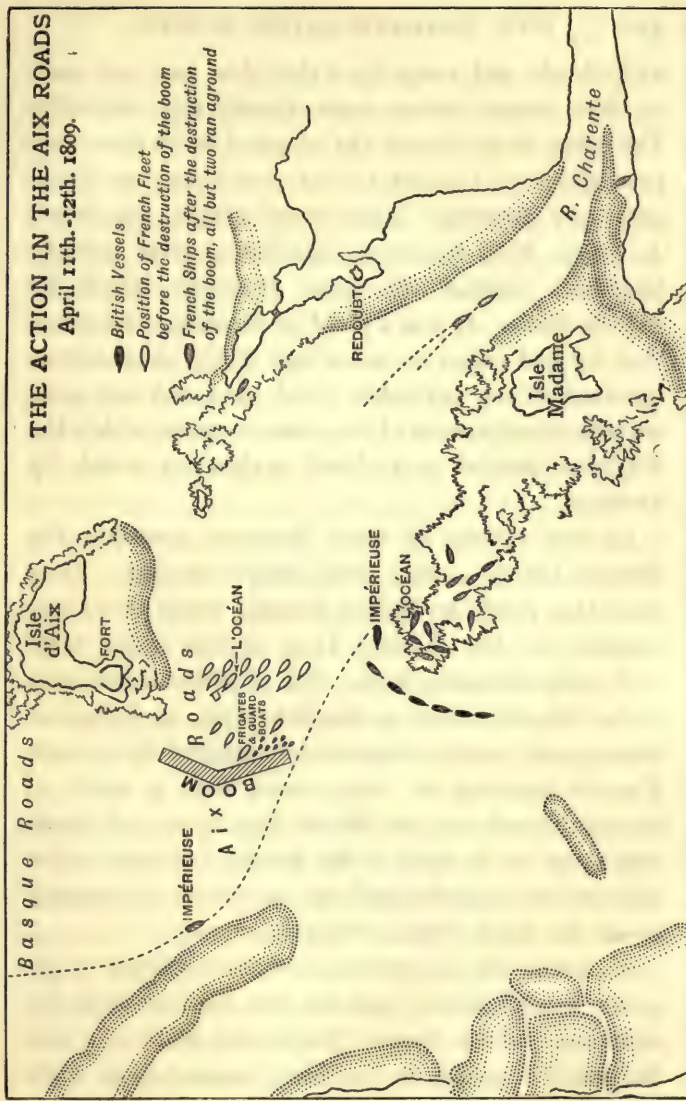 THE ACTION IN THE AIX ROADS
April 11th.-12th. 1809.
British Vessels
Position of French Fleet
before the destruction of the boom
French Ships after the destruction
of the boom, all but two ran aground
Basque Roads
Isle
d'Aix
FORT
Aix Roads
IMPÉRIEUSE
BOOM
FRIGATES
& GUARD
BOATS
L'OCÉAN
IMPÉRIEUSE
OCÉAN
REDOUBT
Isle
Madame
R. Charente